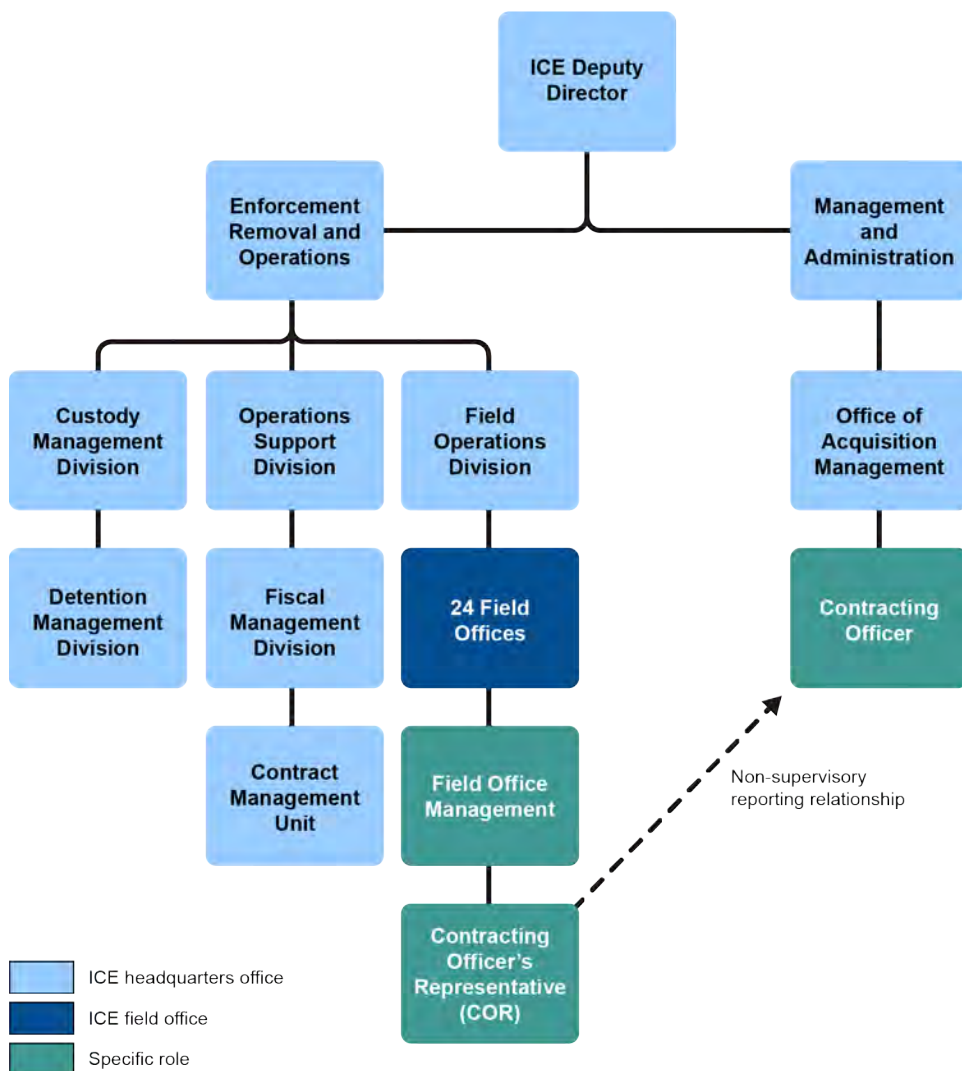 ICE Deputy
Director
Enforcement
Removal and
Operations
Management
and
Administration
Custody
Management
Division
Operations
Support
Division
Field
Operations
Division
Office of
Acquisition
Management
Detention
Management
Division
Fiscal
Management
Division
24 Field
Offices
Contracting
Officer
Contract
Management
Unit
Field Office
Management
Non-supervisory
reporting relationship
Contracting
Officer's
Representative
(COR)
ICE headquarters office
ICE field office
Specific role